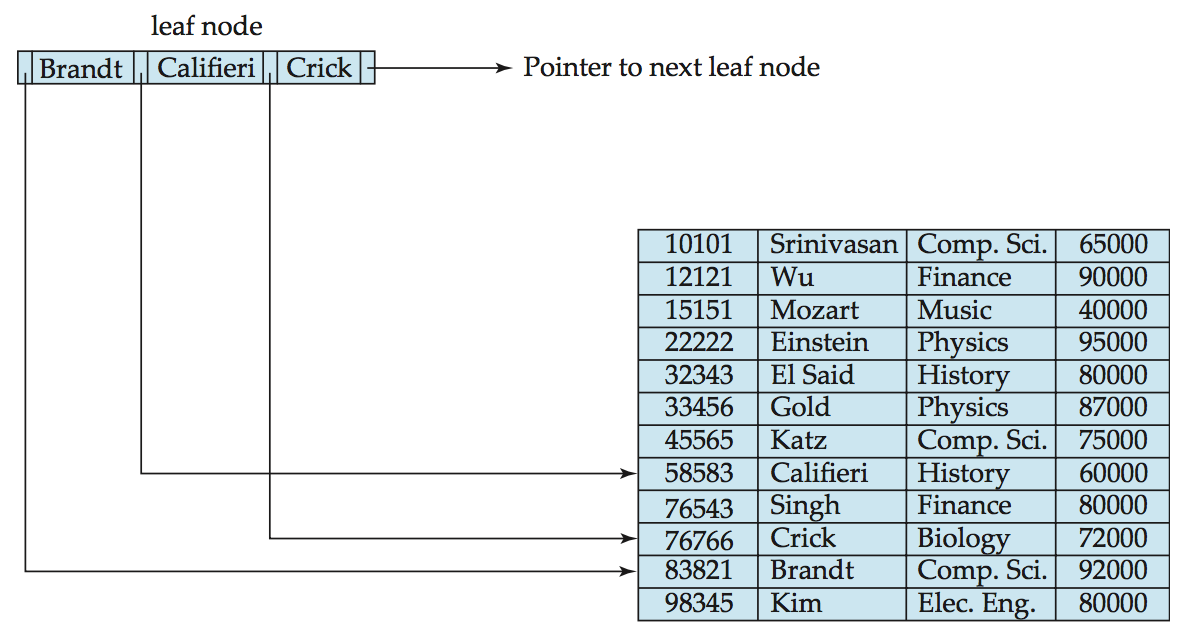 leaf node
Brandt Califieri Crick Pointer to next leaf node
10101 Srinivasan Comp. Sci. 65000
12121 Wu Finance 90000
15151 Mozart Music 40000
22222 Einstein Physics 95000
32343 El Said History 80000
33456 Gold Physics 87000
45565 Katz Comp. Sci. 75000
58583 Califieri History 60000
76543 Singh Finance 80000
76766 Crick Biology 72000
83821 Brandt Comp. Sci. 92000
98345 Kim Elec. Eng. 80000